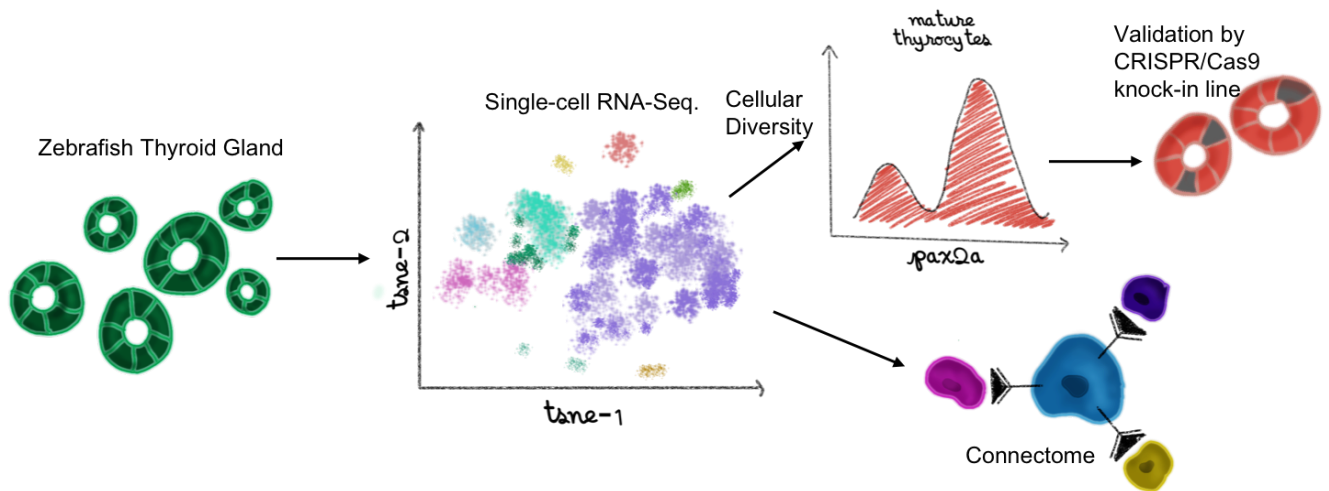 Zebrafish Thyroid Gland
Single-cell RNA-Seq.
tsne-2
tsne-1
Cellular
Diversity
mature
thyrocytes
pax2a
Validation by
CRISPR/Cas9
knock-in line
Connectome